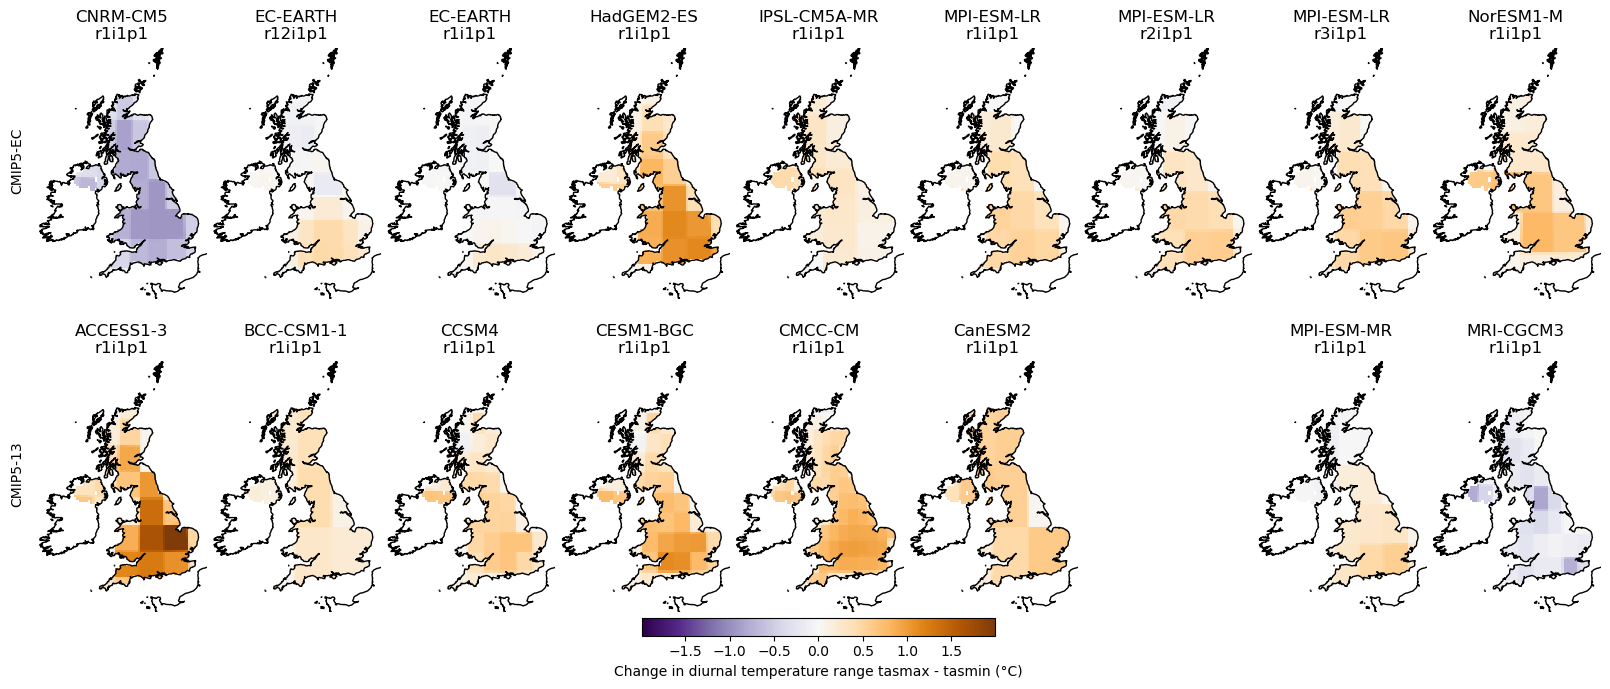 CNRM-CM5
r1i1p1
EC-EARTH
r12i1p1
EC-EARTH
r1i1p1
HadGEM2-ES
r1i1p1
IPSL-CM5A-MR
r1i1p1
MPI-ESM-LR
r1i1p1
MPI-ESM-LR
r2i1p1
MPI-ESM-LR
r3i1p1
NorESM1-M
r1i1p1
CMIP5-EC
ACCESS1-3
r1i1p1
BCC-CSM1-1
r1i1p1
CCSM4
r1i1p1
CESM1-BGC
r1i1p1
CMCC-CM
r1i1p1
CanESM2
r1i1p1
MPI-ESM-MR
r1i1p1
MRI-CGCM3
r1i1p1
CMIP5-13
−1.5 −1.0 −0.5 0.0 0.5 1.0 1.5
Change in diurnal temperature range tasmax - tasmin (°C)